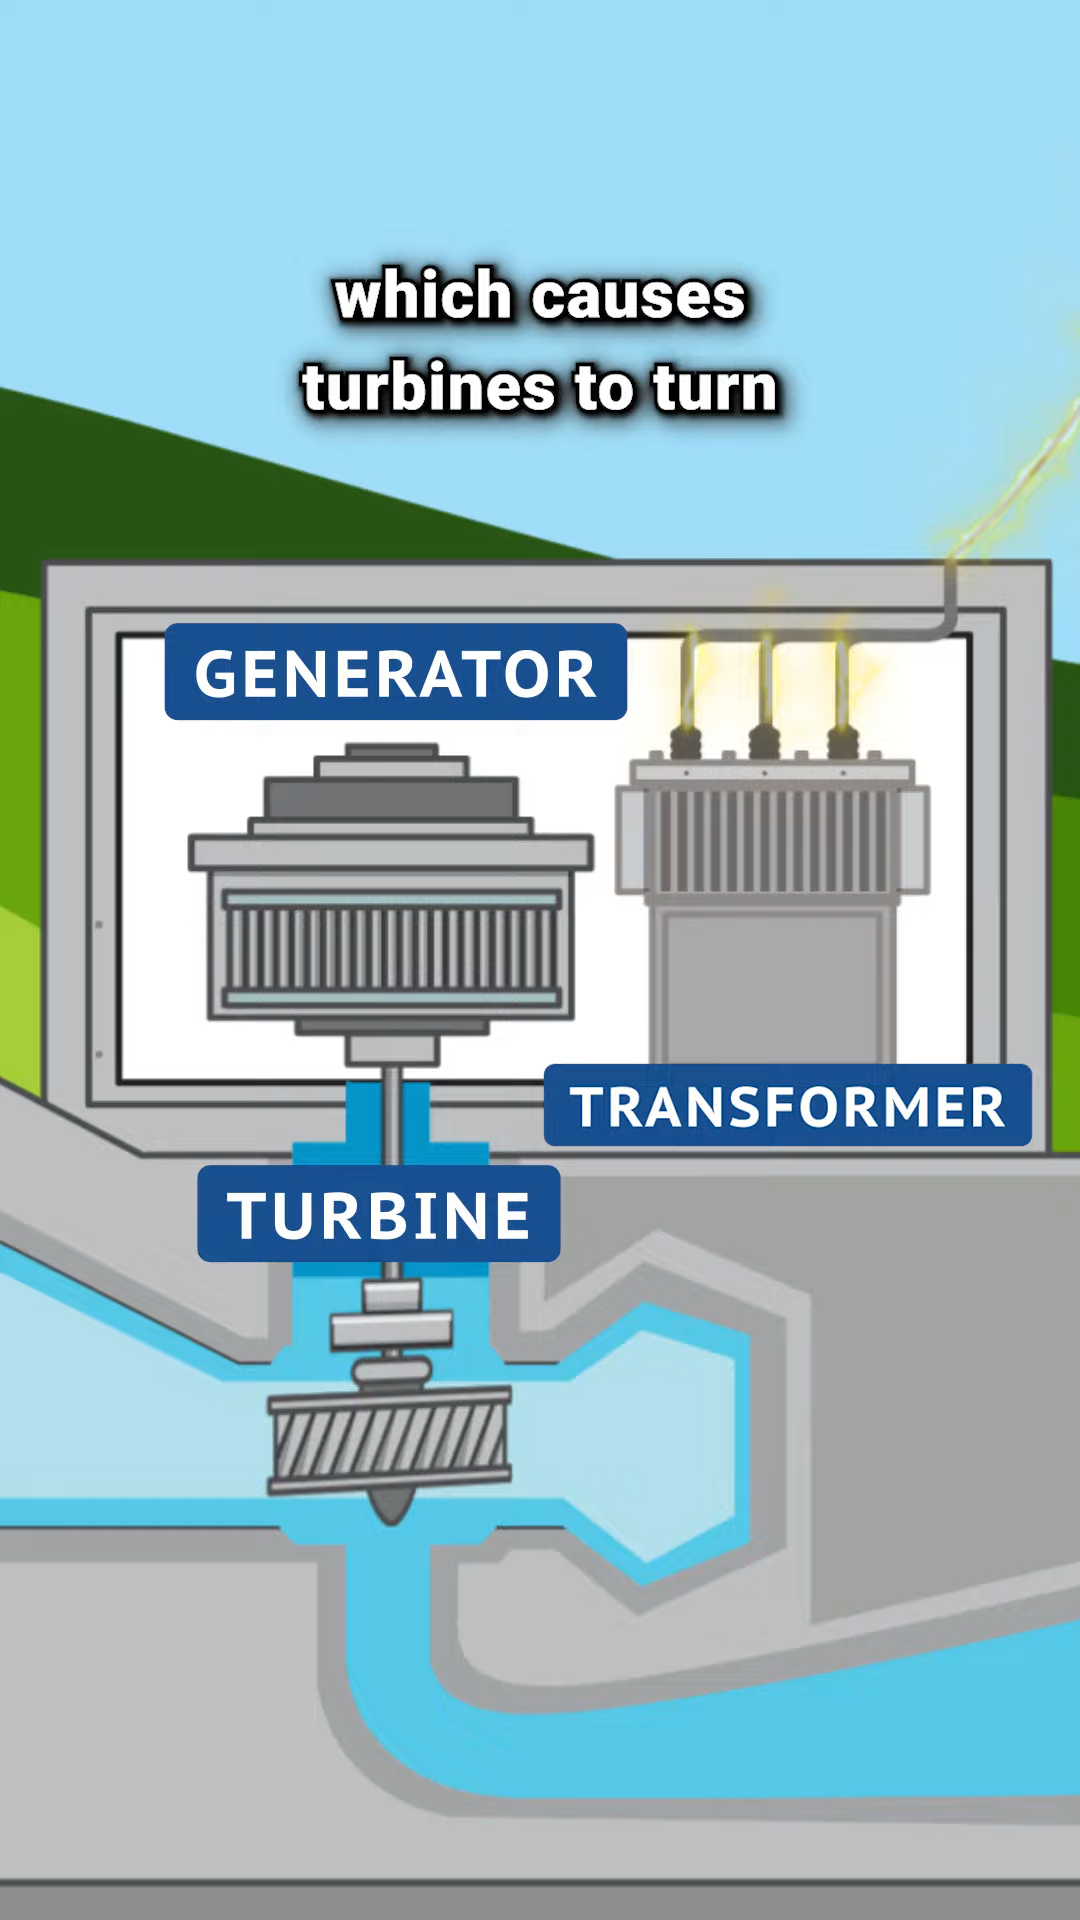 which causes
turbines to turn
GENERATOR
TRANSFORMER
TURBINE